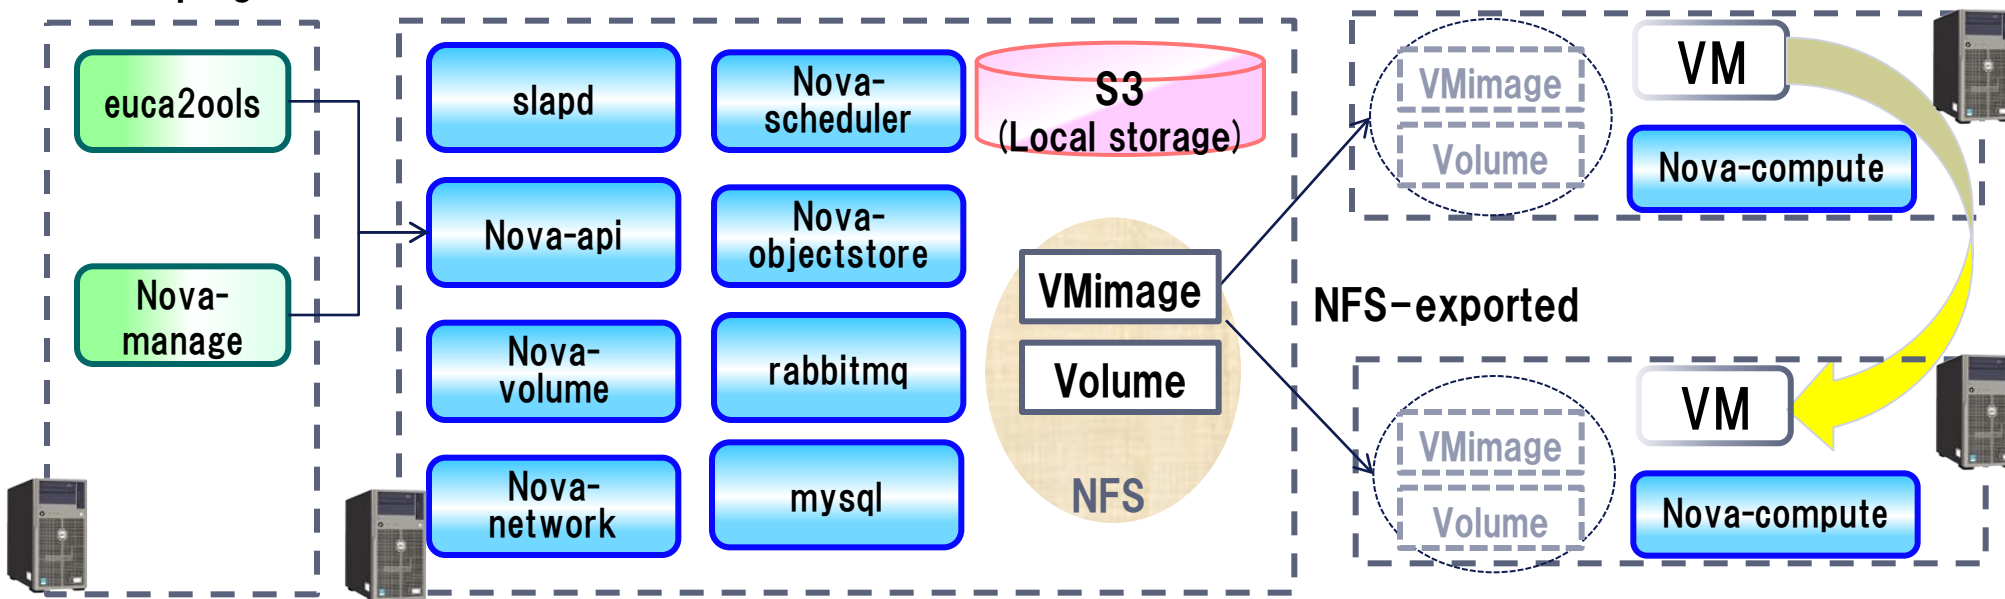 euca2ools
Nova-
manage
slapd
Nova-
scheduler
S3
(Local storage)
Nova-api
Nova-
objectstore
Nova-
volume
rabbitmq
Nova-
network
mysql
VMimage
Volume
NFS
NFS-exported
VMimage
Volume
VM
Nova-compute
VMimage
Volume
VM
Nova-compute